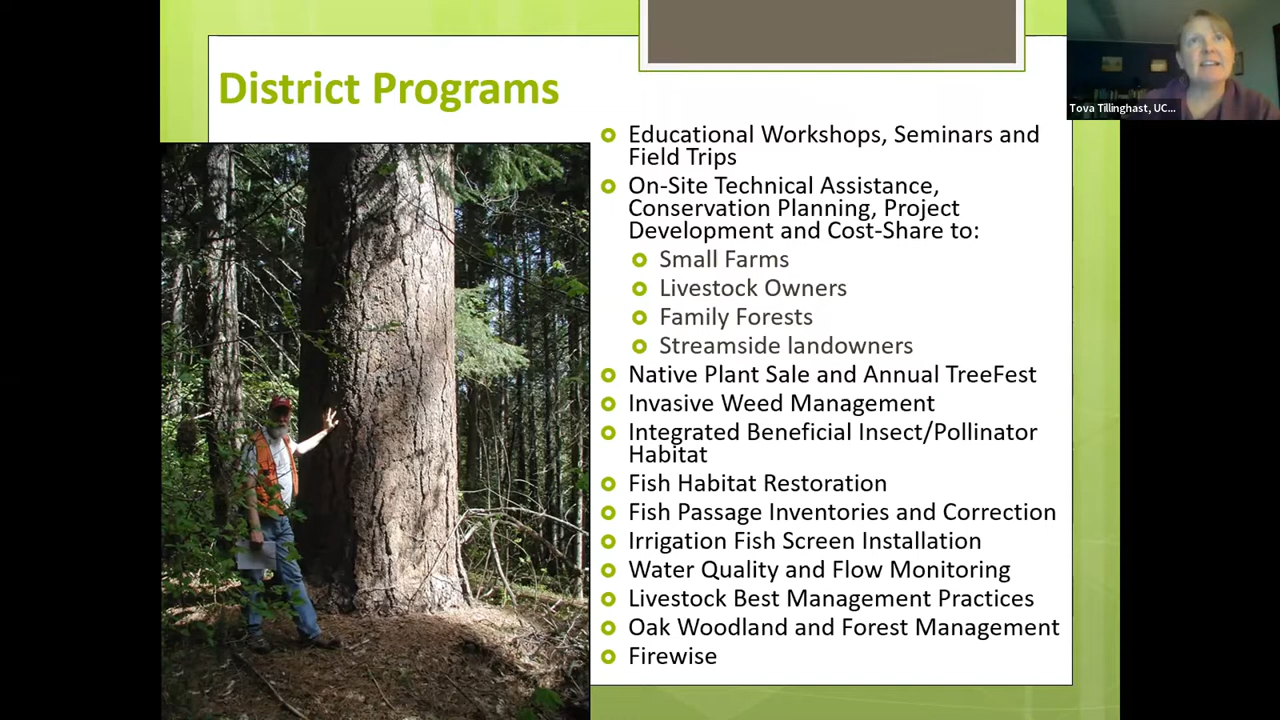 District Programs
Tova Tillinghast, UC...
Educational Workshops, Seminars and
Field Trips
On-Site Technical Assistance,
Conservation Planning, Project
Development and Cost-Share to:
Small Farms
Livestock Owners
Family Forests
Streamside landowners
Native Plant Sale and Annual TreeFest
Invasive Weed Management
Integrated Beneficial Insect/Pollinator
Habitat
Fish Habitat Restoration
Fish Passage Inventories and Correction
Irrigation Fish Screen Installation
Water Quality and Flow Monitoring
Livestock Best Management Practices
Oak Woodland and Forest Management
Firewise